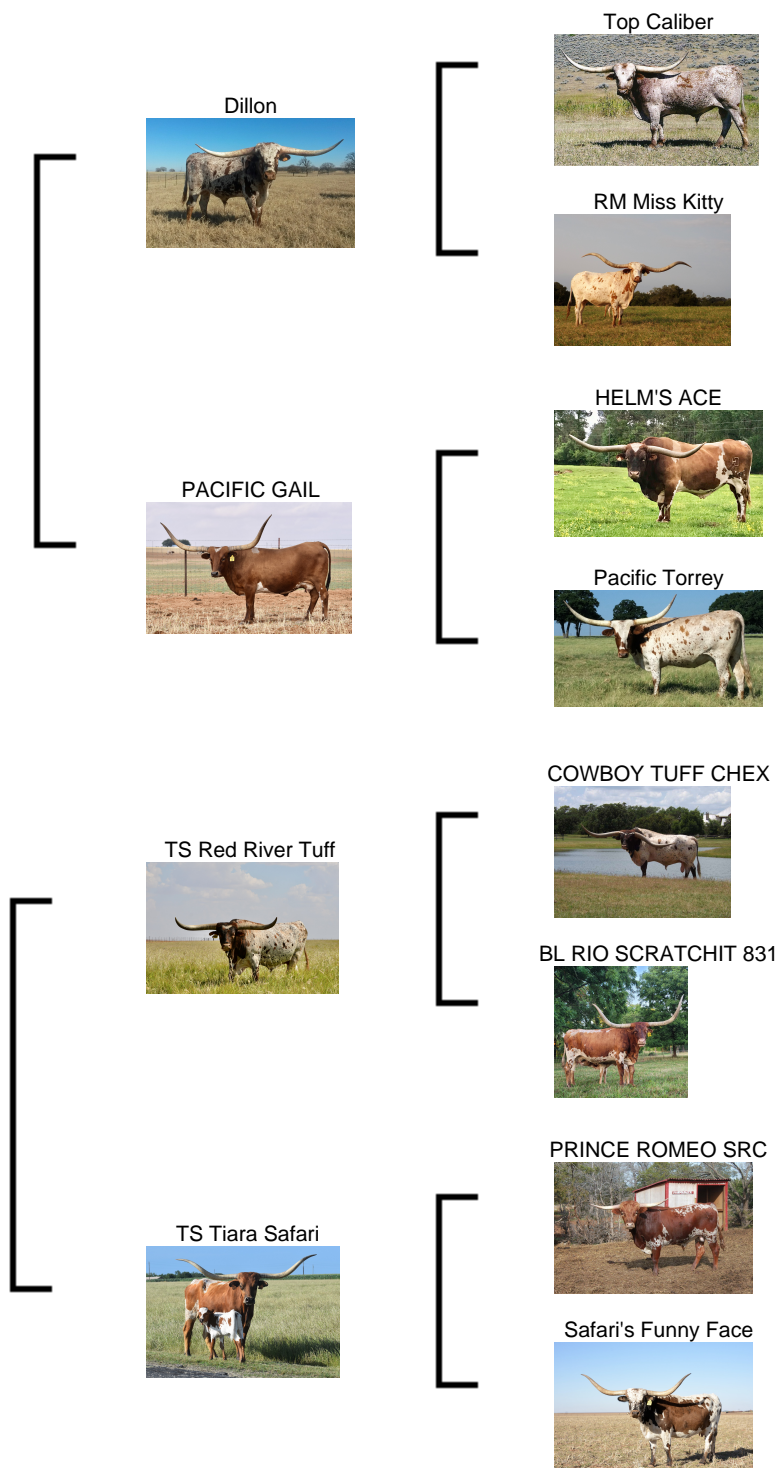 Top Caliber
Dillon
RM Miss Kitty
HELM'S ACE
PACIFIC GAIL
Pacific Torrey
COWBOY TUFF CHEX
TS Red River Tuff
BL RIO SCRATCHIT 831
PRINCE ROMEO SRC
TS Tiara Safari
Safari's Funny Face